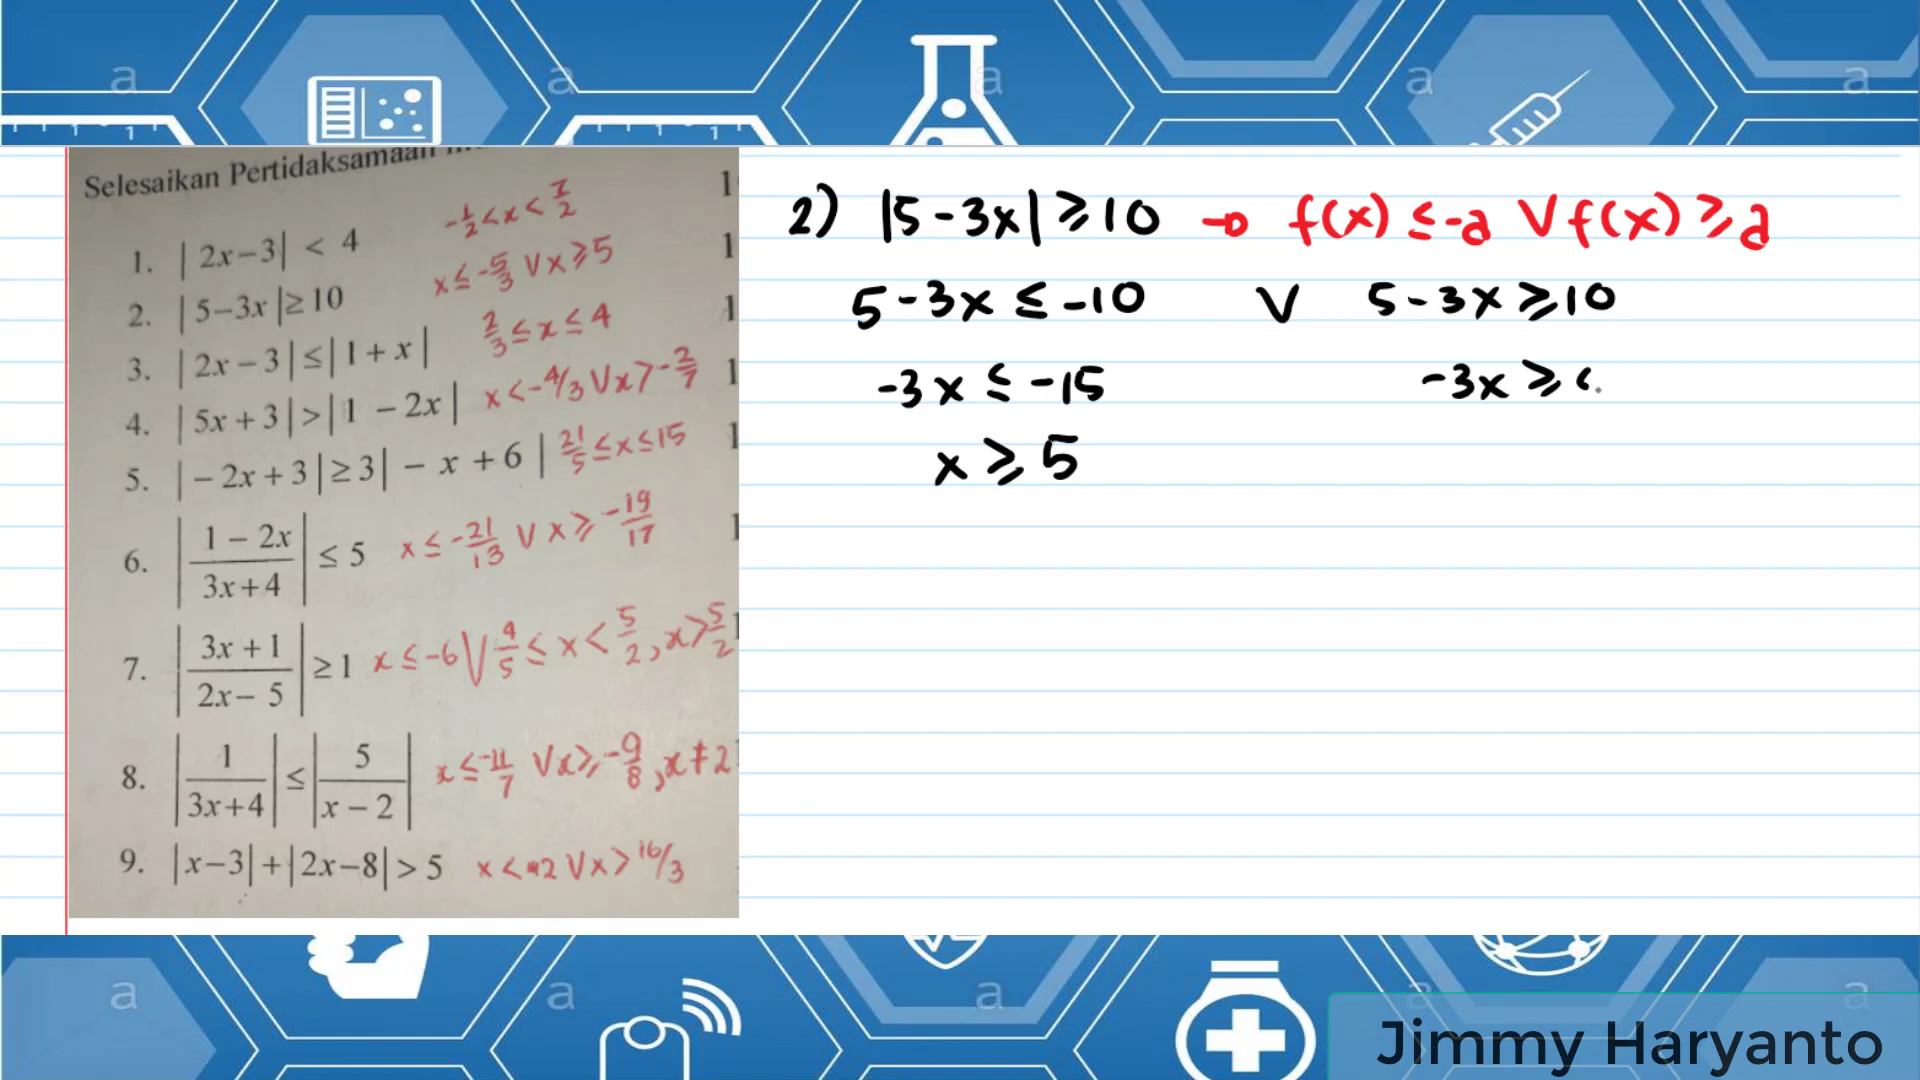 Selesaikan Pertidaksamaan
1. |2x−3| < 4 -1/2 < x < 7/2
2. |5−3x| ≥ 10 x ≤ -5/3 V x ≥ 5
3. |2x − 3| ≤ |1 + x| 2/3 ≤ x ≤ 4
4. |5x + 3| > |1 − 2x| x < -4/3 V x > -2/7
5. |− 2x + 3| ≥ 3| − x + 6| 21/5 ≤ x ≤ 15
6. |(1 − 2x)/(3x+4)| ≤ 5 x ≤ -21/13 V x ≥ -19/17
7. |(3x + 1)/(2x − 5)| ≥ 1 x ≤ -6 V 4/5 ≤ x < 5/2, x > 5/2
8. |1/(3x+4)| ≤ |5/(x − 2)| x ≤ -11/7 V x ≥ -9/8, x ≠ 2
9. |x−3|+|2x−8| > 5 x < 2 V x > 16/3
2) |5-3x| ≥ 10 → f(x) ≤ -a V f(x) ≥ a
5-3x ≤ -10 V 5-3x ≥ 10
-3x ≤ -15 -3x ≥
x ≥ 5
Jimmy Haryanto